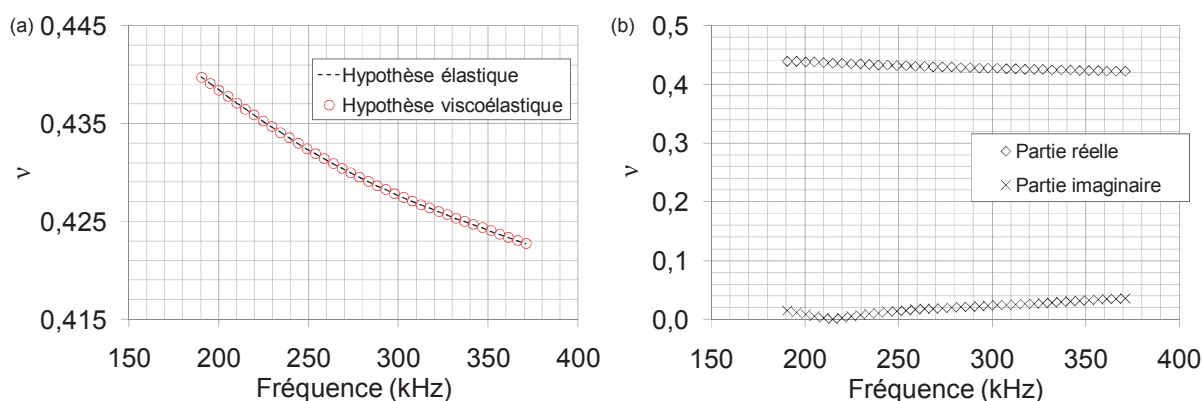 (a)
0,445
0,435
0,425
0,415
ν
Hypothèse élastique
Hypothèse viscoélastique
150 200 250 300 350 400
Fréquence (kHz)
(b)
0,5
0,4
0,3
0,2
0,1
0,0
ν
Partie réelle
Partie imaginaire
150 200 250 300 350 400
Fréquence (kHz)